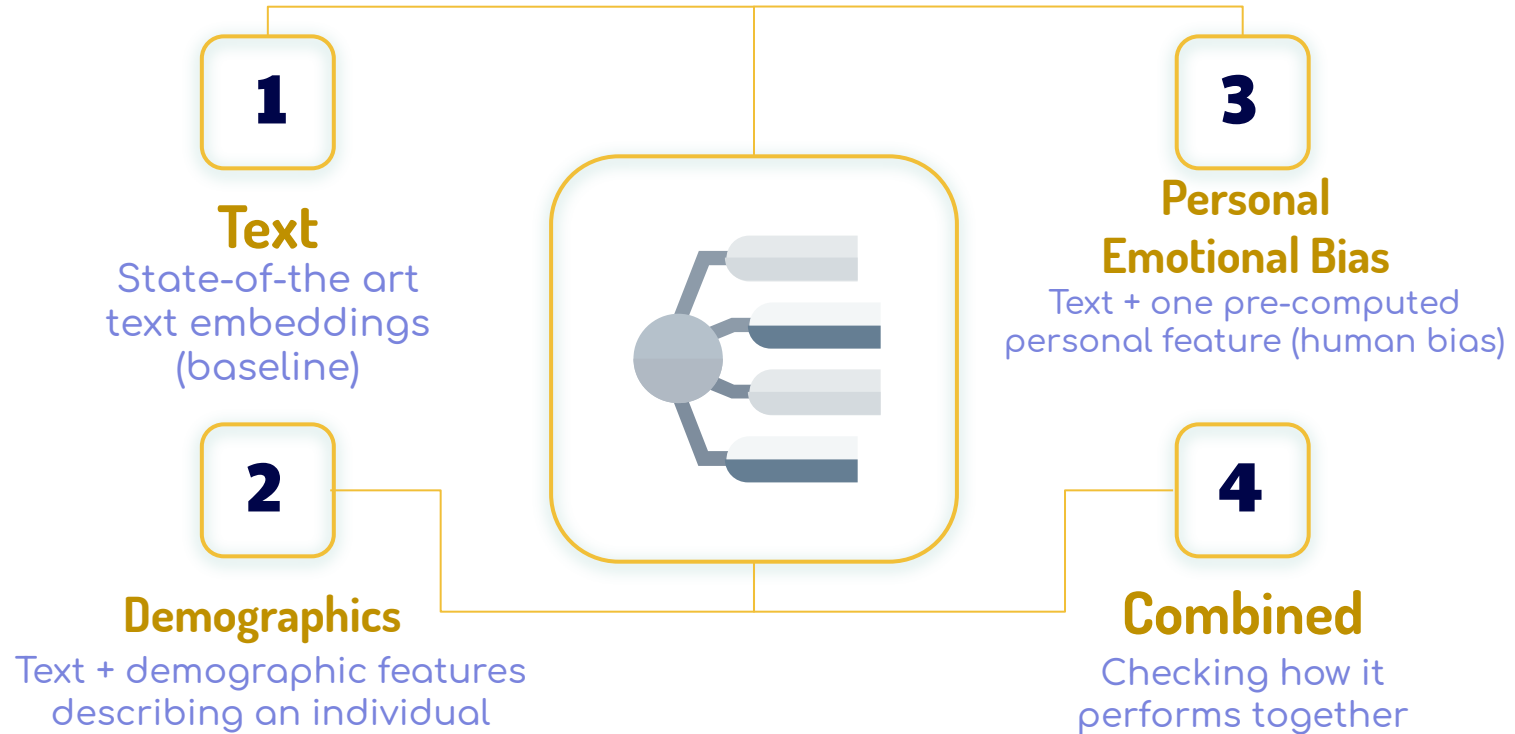 1
Text
State-of-the art
text embeddings
(baseline)
2
Demographics
Text + demographic features
describing an individual
3
Personal
Emotional Bias
Text + one pre-computed
personal feature (human bias)
4
Combined
Checking how it
performs together